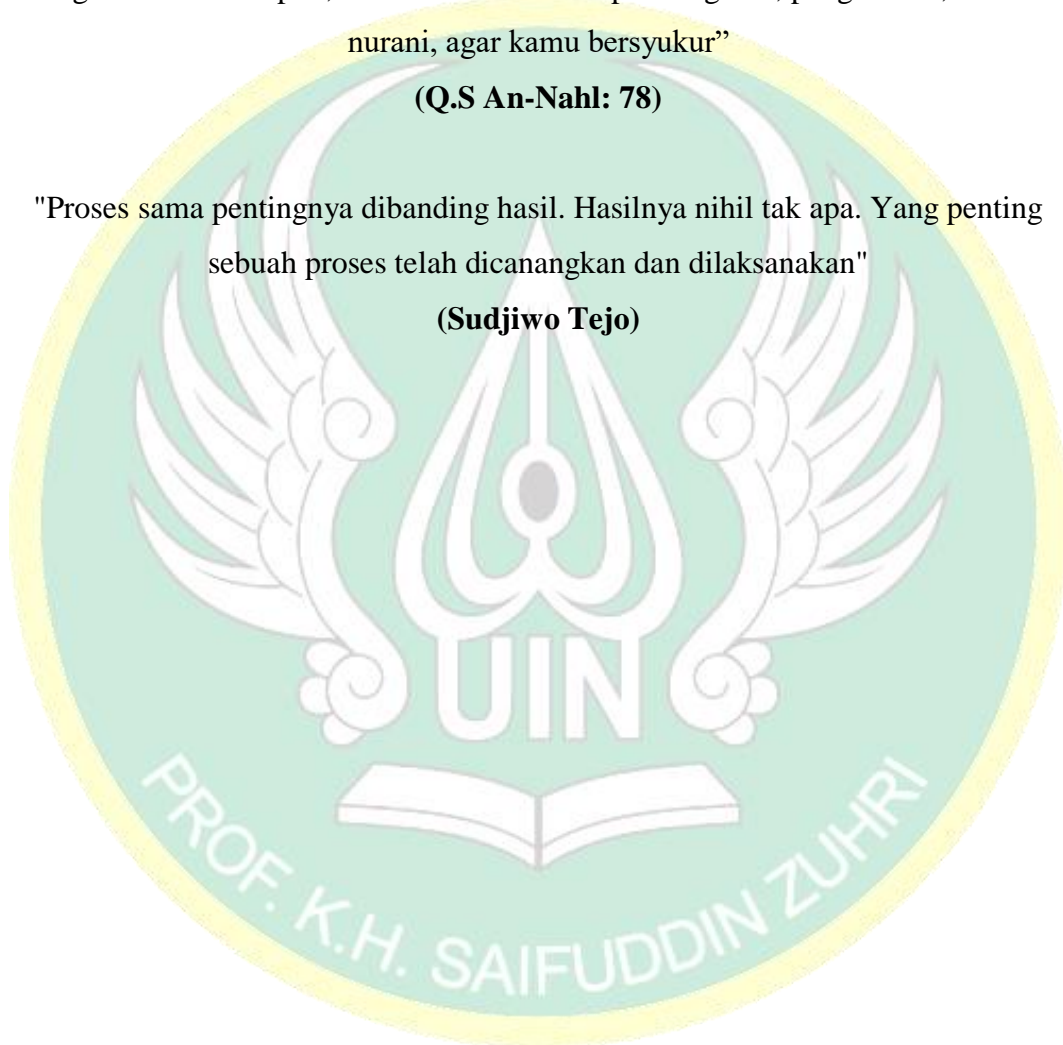 nurani, agar kamu bersyukur”
(Q.S An-Nahl: 78)
"Proses sama pentingnya dibanding hasil. Hasilnya nihil tak apa. Yang penting
sebuah proses telah dicanangkan dan dilaksanakan"
(Sudjiwo Tejo)
UIN
PROF. K.H. SAIFUDDIN ZUHRI